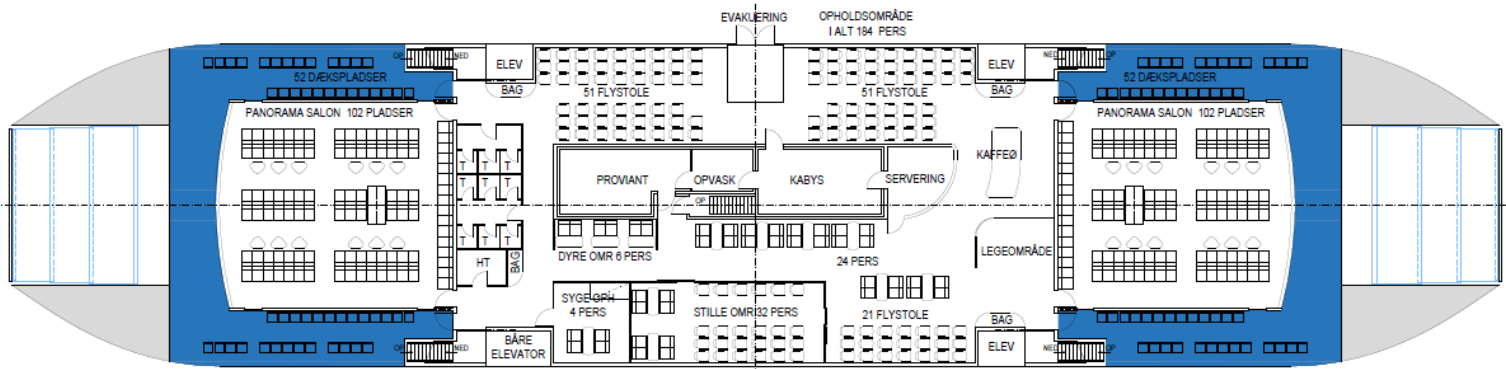 EVAKUERING
OPHOLDSOMRÅDE
I ALT 184 PERS
OP
NED
ELEV
ELEV
NED
OP
52 DÆKSPLADSER
52 DÆKSPLADSER
BAG
51 FLYSTOLE
51 FLYSTOLE
BAG
PANORAMA SALON 102 PLADSER
PANORAMA SALON 102 PLADSER
KAFFEØ
T T T
PROVIANT
OPVASK
KABYS
SERVERING
T T T
OP
T T T
DYRE OMR 6 PERS
24 PERS
LEGEOMRÅDE
HT
BAG
SYGE OPH
4 PERS
STILLE OMR 32 PERS
21 FLYSTOLE
BAG
OP
NED
BÅRE
ELEVATOR
ELEV
NED
OP